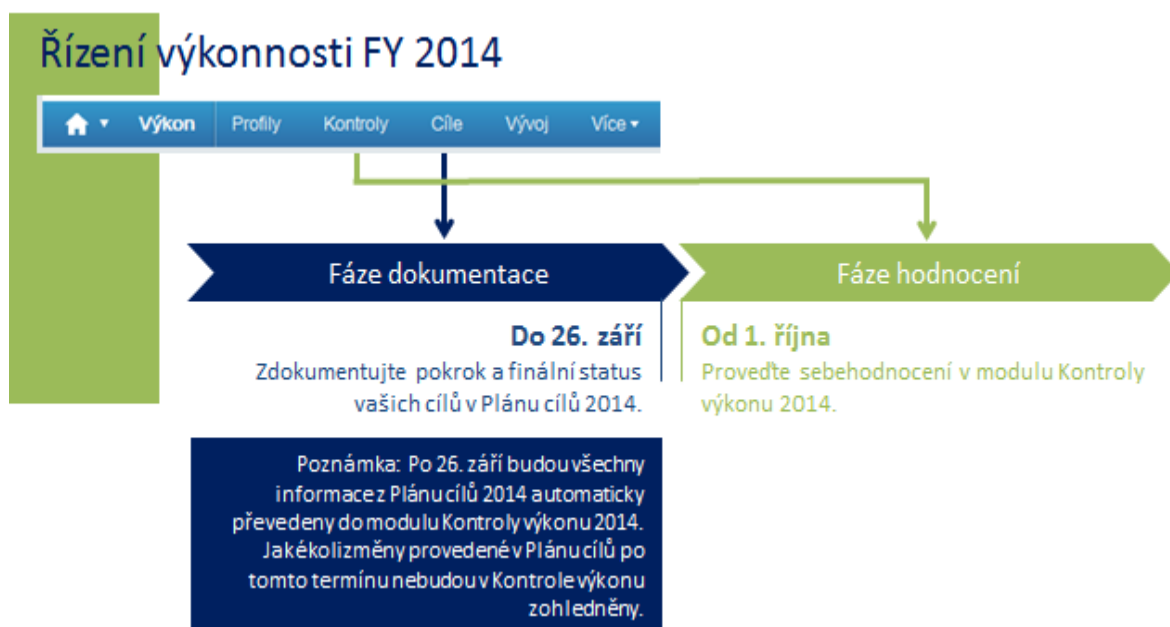 Řízení výkonnosti FY 2014
Výkon Profily Kontroly Cíle Vývoj Více
Fáze dokumentace
Fáze hodnocení
Do 26. září
Zdokumentujte pokrok a finální status
vašich cílů v Plánu cílů 2014.
Od 1. října
Proveďte sebehodnocení v modulu Kontroly
výkonu 2014.
Poznámka: Po 26. září budou všechny
informace z Plánu cílů 2014 automaticky
převedeny do modulu Kontroly výkonu 2014.
Jakékoli změny provedené v Plánu cílů po
tomto termínu nebudou v Kontrole výkonu
zohledněny.